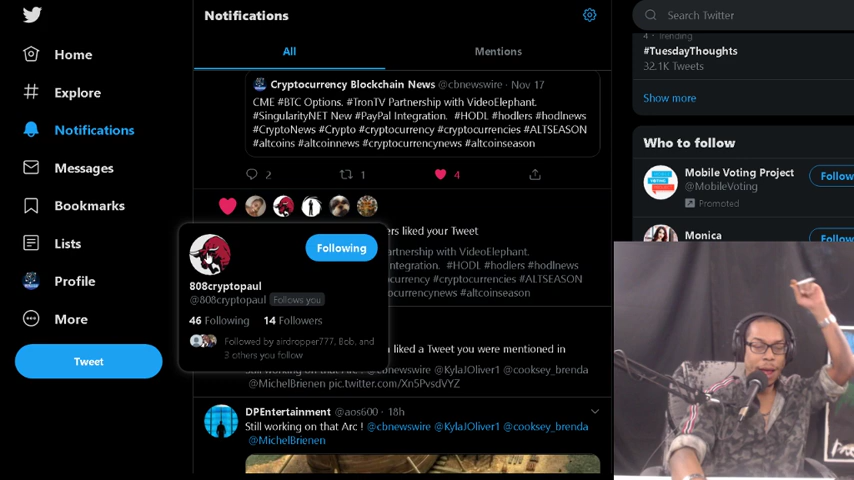 Home
Explore
Notifications
Messages
Bookmarks
Lists
Profile
More
Tweet
Notifications
All
Mentions
Cryptocurrency Blockchain News @cbnewswire · Nov 17
CME #BTC Options. #TronTV Partnership with VideoElephant.
#SingularityNET New #PayPal Integration. #HODL #hodlers #hodlnews
#CryptoNews #Crypto #cryptocurrency #cryptocurrencies #ALTSEASON
#altcoins #altcoinnews #cryptocurrencynews #altcoinseason
2
1
4
ers liked your Tweet
artnership with VideoElephant.
ntegration. #HODL #hodlers #hodlnews
rrency #cryptocurrencies #ALTSEASON
ocurrencynews #altcoinseason
Following
808cryptopaul
@808cryptopaul Follows you
46 Following 14 Followers
Followed by airdropper777, Bob, and
3 others you follow
liked a Tweet you were mentioned in
@cbnewswire @KylaJOliver1 @cooksey_brenda
@MichelBrienen pic.twitter.com/Xn5PvsdVYZ
DPEntertainment @aos600 · 18h
Still working on that Arc ! @cbnewswire @KylaJOliver1 @cooksey_brenda
@MichelBrienen
Search Twitter
4 · Trending
#TuesdayThoughts
32.1K Tweets
Show more
Who to follow
Mobile Voting Project
@MobileVoting
Promoted
Follow
Monica
Follow